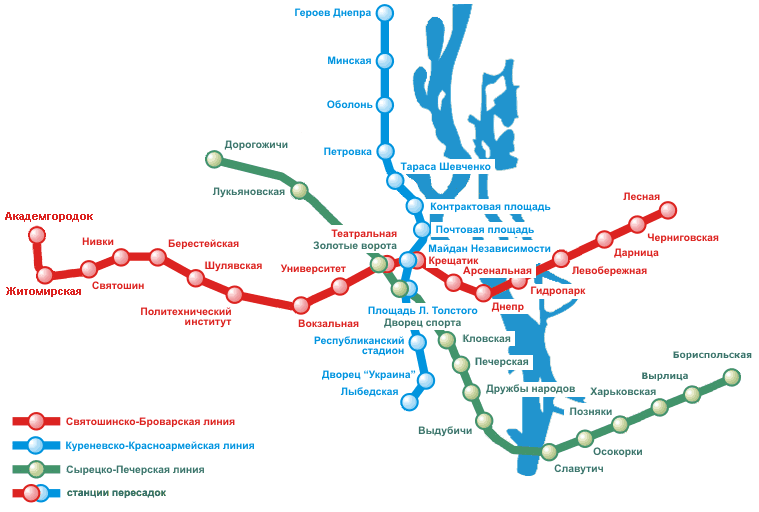 Героев Днепра
Минская
Оболонь
Петровка
Тараса Шевченко
Контрактовая площадь
Почтовая площадь
Майдан Независимости
Дорогожичи
Лукьяновская
Театральная
Золотые ворота
Крещатик
Академгородок
Житомирская
Нивки
Святошин
Берестейская
Шулявская
Политехнический
институт
Университет
Вокзальная
Арсенальная
Днепр
Гидропарк
Левобережная
Дарница
Черниговская
Лесная
Площадь Л. Толстого
Дворец спорта
Республиканский
стадион
Дворец “Украина”
Лыбедская
Кловская
Печерская
Дружбы народов
Выдубичи
Славутич
Осокорки
Позняки
Харьковская
Вырлица
Бориспольская
Святошинско-Броварская линия
Куреневско-Красноармейская линия
Сырецко-Печерская линия
станции пересадок